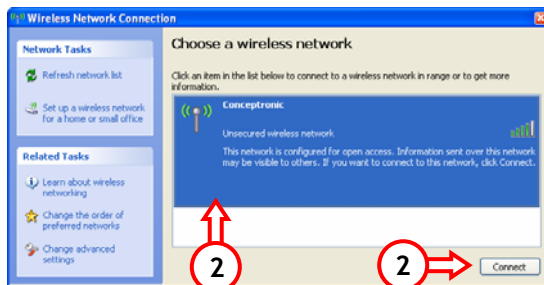 Wireless Network Connection
Network Tasks
Refresh network list
Set up a wireless network
for a home or small office
Related Tasks
Learn about wireless
networking
Change the order of
preferred networks
Change advanced
settings
Choose a wireless network
Click an item in the list below to connect to a wireless network in range or to get more
information.
Conceptronic
Unsecured wireless network
This network is configured for open access. Information sent over this network
may be visible to others. If you want to connect to this network, click Connect.
2
2
Connect